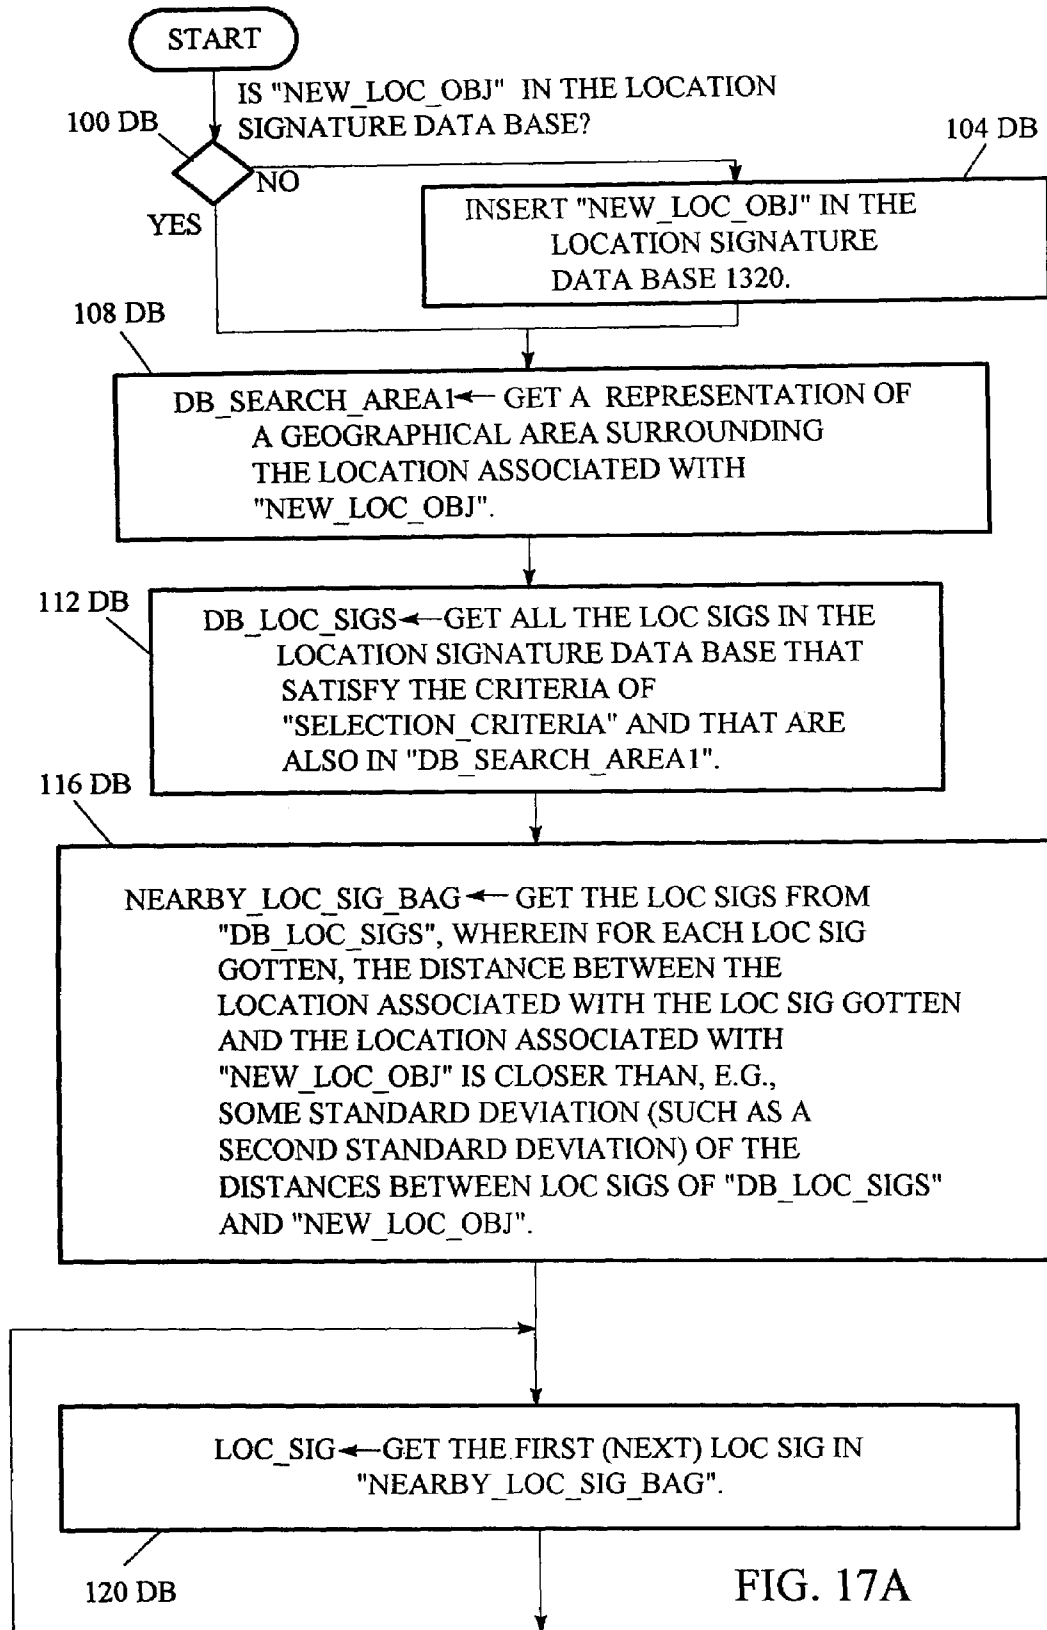 START
IS "NEW_LOC_OBJ" IN THE LOCATION
SIGNATURE DATA BASE?
100 DB
104 DB
NO
YES
INSERT "NEW_LOC_OBJ" IN THE
LOCATION SIGNATURE
DATA BASE 1320.
108 DB
DB_SEARCH_AREA1← GET A REPRESENTATION OF
A GEOGRAPHICAL AREA SURROUNDING
THE LOCATION ASSOCIATED WITH
"NEW_LOC_OBJ".
112 DB
DB_LOC_SIGS←GET ALL THE LOC SIGS IN THE
LOCATION SIGNATURE DATA BASE THAT
SATISFY THE CRITERIA OF
"SELECTION_CRITERIA" AND THAT ARE
ALSO IN "DB_SEARCH_AREA1".
116 DB
NEARBY_LOC_SIG_BAG← GET THE LOC SIGS FROM
"DB_LOC_SIGS", WHEREIN FOR EACH LOC SIG
GOTTEN, THE DISTANCE BETWEEN THE
LOCATION ASSOCIATED WITH THE LOC SIG GOTTEN
AND THE LOCATION ASSOCIATED WITH
"NEW_LOC_OBJ" IS CLOSER THAN, E.G.,
SOME STANDARD DEVIATION (SUCH AS A
SECOND STANDARD DEVIATION) OF THE
DISTANCES BETWEEN LOC SIGS OF "DB_LOC_SIGS"
AND "NEW_LOC_OBJ".
LOC_SIG←GET THE FIRST (NEXT) LOC SIG IN
"NEARBY_LOC_SIG_BAG".
120 DB
FIG. 17A